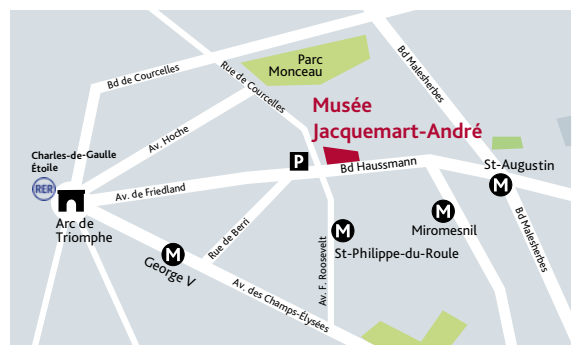 Parc
Monceau
Bd de Courcelles
Rue de Courcelles
Bd Malesherbes
Musée
Jacquemart-André
Av. Hoche
Charles-de-Gaulle
Étoile
RER
P
Bd Haussmann
St-Augustin
M
Av. de Friedland
Arc de
Triomphe
M
Miromesnil
Rue de Berri
M
St-Philippe-du-Roule
Bd Malesherbes
M
George V
Av. F. Roosevelt
Av. des Champs-Élysées